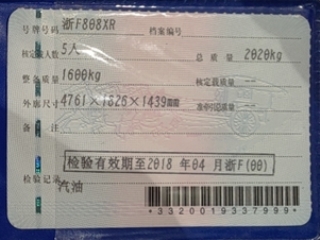 号牌号码 浙F808XR 档案编号
核定载人数 5人 总质量 2020kg
整备质量 1600kg 核定载质量 --
外廓尺寸 4761×1826×1439mm 准牵引总质量 --
备注
检验有效期至2018 年04 月浙F(00)
检验记录
汽油
*3320019337999*